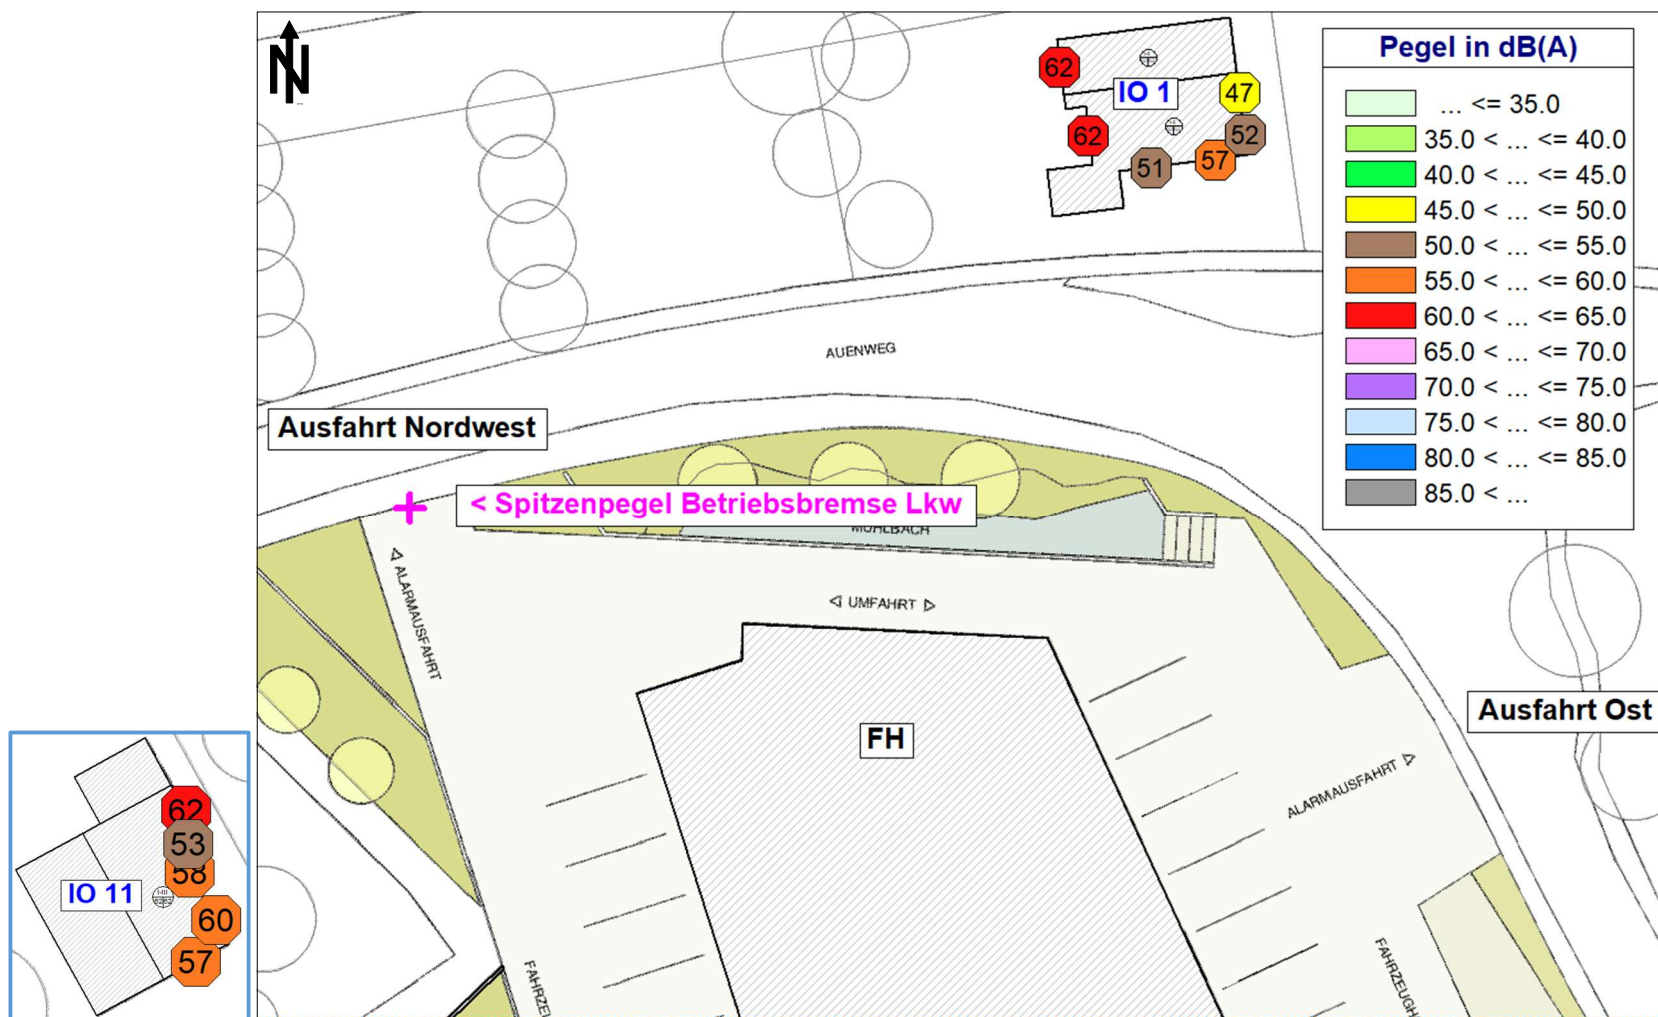 N
Pegel in dB(A)
... <= 35.0
35.0 < ... <= 40.0
40.0 < ... <= 45.0
45.0 < ... <= 50.0
50.0 < ... <= 55.0
55.0 < ... <= 60.0
60.0 < ... <= 65.0
65.0 < ... <= 70.0
70.0 < ... <= 75.0
75.0 < ... <= 80.0
80.0 < ... <= 85.0
85.0 < ...
62
IO 1
47
62
52
51
57
AUENWEG
Ausfahrt Nordwest
< Spitzenpegel Betriebsbremse Lkw
MÜHLBACH
ALARMAUSFAHRT
UMFAHRT
FH
Ausfahrt Ost
ALARMAUSFAHRT
62
53
58
IO 11
60
57